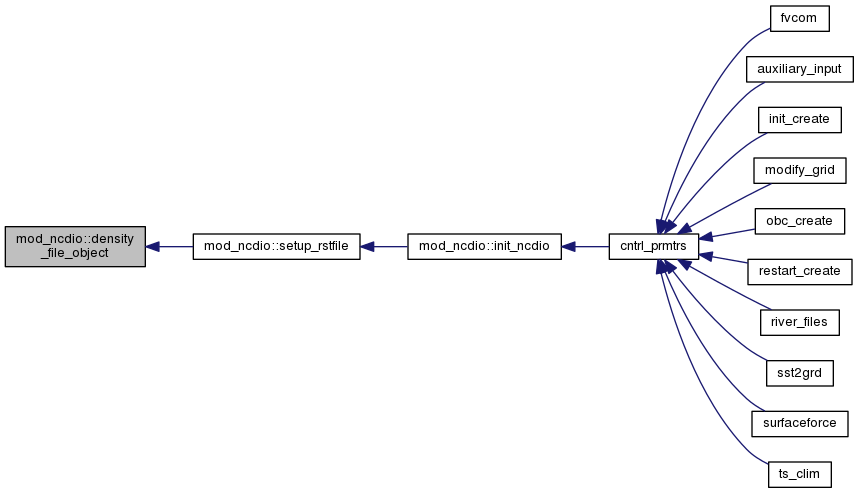 fvcom
auxiliary_input
init_create
modify_grid
obc_create
mod_ncdio::density
_file_object
mod_ncdio::setup_rstfile
mod_ncdio::init_ncdio
cntrl_prmtrs
restart_create
river_files
sst2grd
surfaceforce
ts_clim